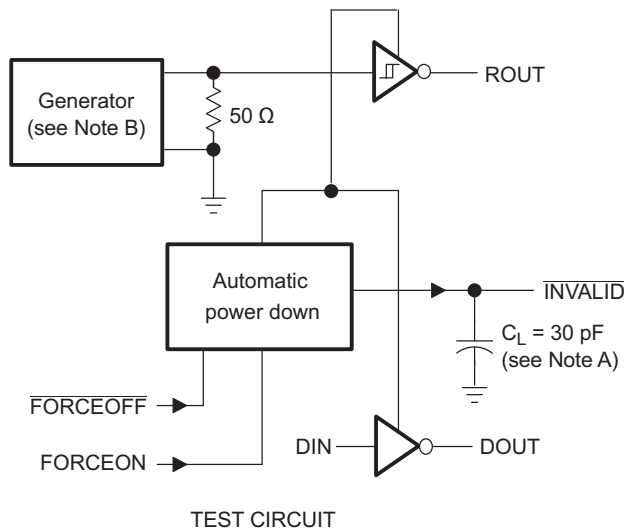 Generator
(see Note B)
50 Ω
ROUT
Automatic
power down
INVALID
C_L = 30 pF
(see Note A)
FORCEOFF
FORCEON
DIN
DOUT
TEST CIRCUIT